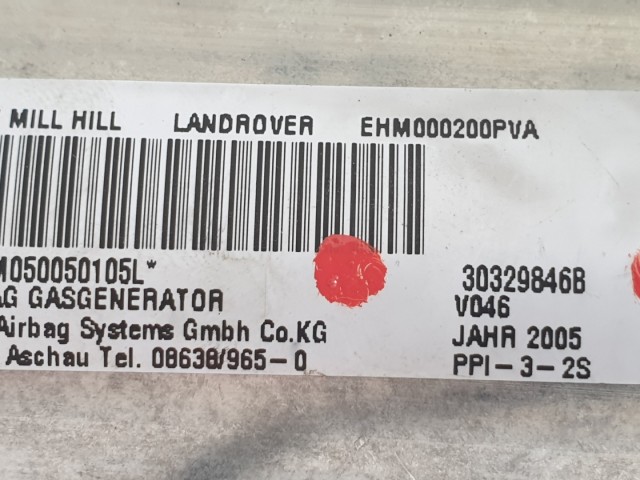 MILL HILL LANDROVER EHM000200PVA
M050050105L* 30329846B
AG GASGENERATOR V046
Airbag Systems Gmbh Co.KG JAHR 2005
Aschau Tel. 08638/965-0 PPI-3-2S